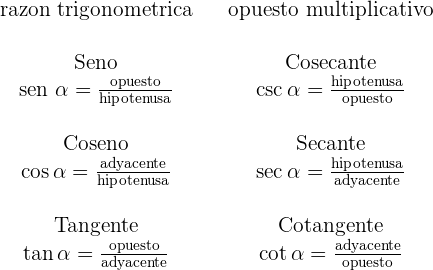 razon trigonometrica opuesto multiplicativo
Seno Cosecante
sen α = opuesto/hipotenusa csc α = hipotenusa/opuesto
Coseno Secante
cos α = adyacente/hipotenusa sec α = hipotenusa/adyacente
Tangente Cotangente
tan α = opuesto/adyacente cot α = adyacente/opuesto